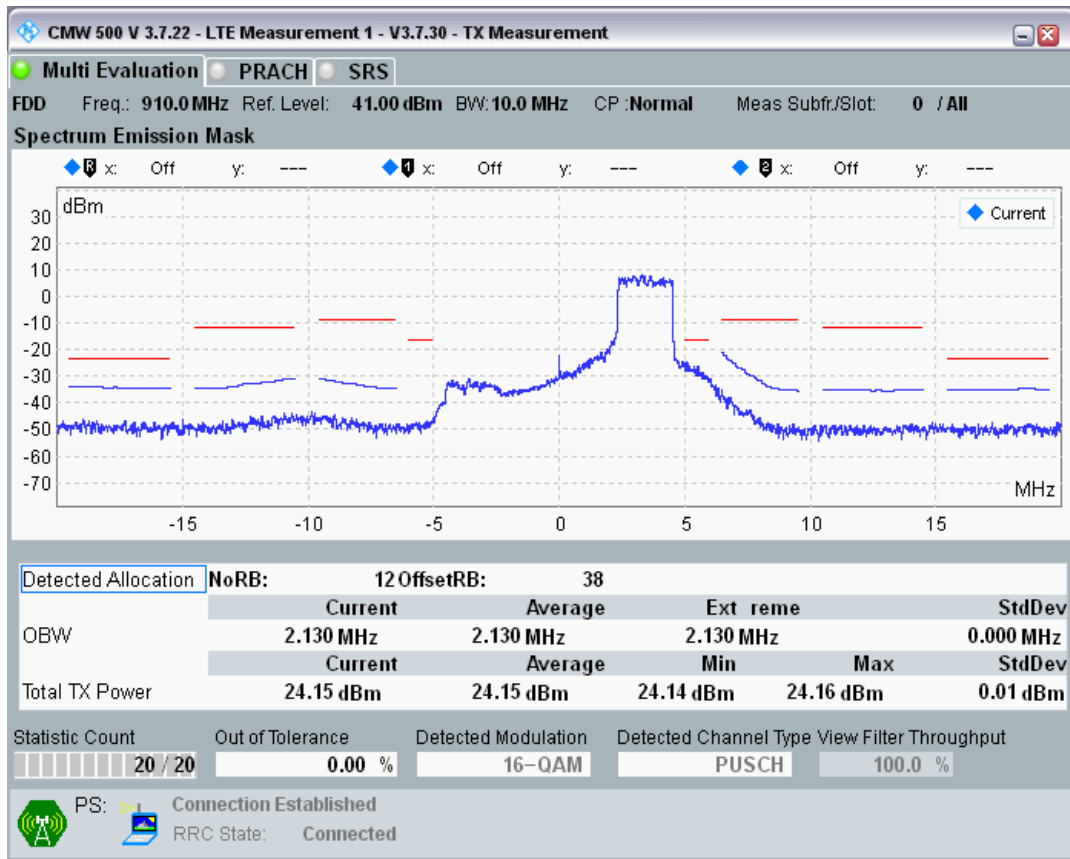 CMW 500 V 3.7.22 - LTE Measurement 1 - V3.7.30 - TX Measurement
Multi Evaluation PRACH SRS
FDD Freq.: 910.0 MHz Ref. Level: 41.00 dBm BW: 10.0 MHz CP :Normal Meas Subfr./Slot: 0 / All
Spectrum Emission Mask
R x: Off y: --- 1 x: Off y: --- 2 x: Off y: ---
dBm
Current
30
20
10
0
-10
-20
-30
-40
-50
-60
-70
MHz
-15 -10 -5 0 5 10 15
Detected Allocation NoRB: 12 OffsetRB: 38
Current Average Ext reme StdDev
OBW 2.130 MHz 2.130 MHz 2.130 MHz 0.000 MHz
Current Average Min Max StdDev
Total TX Power 24.15 dBm 24.15 dBm 24.14 dBm 24.16 dBm 0.01 dBm
Statistic Count Out of Tolerance Detected Modulation Detected Channel Type View Filter Throughput
20 / 20 0.00 % 16-QAM PUSCH 100.0 %
PS: Connection Established
RRC State: Connected